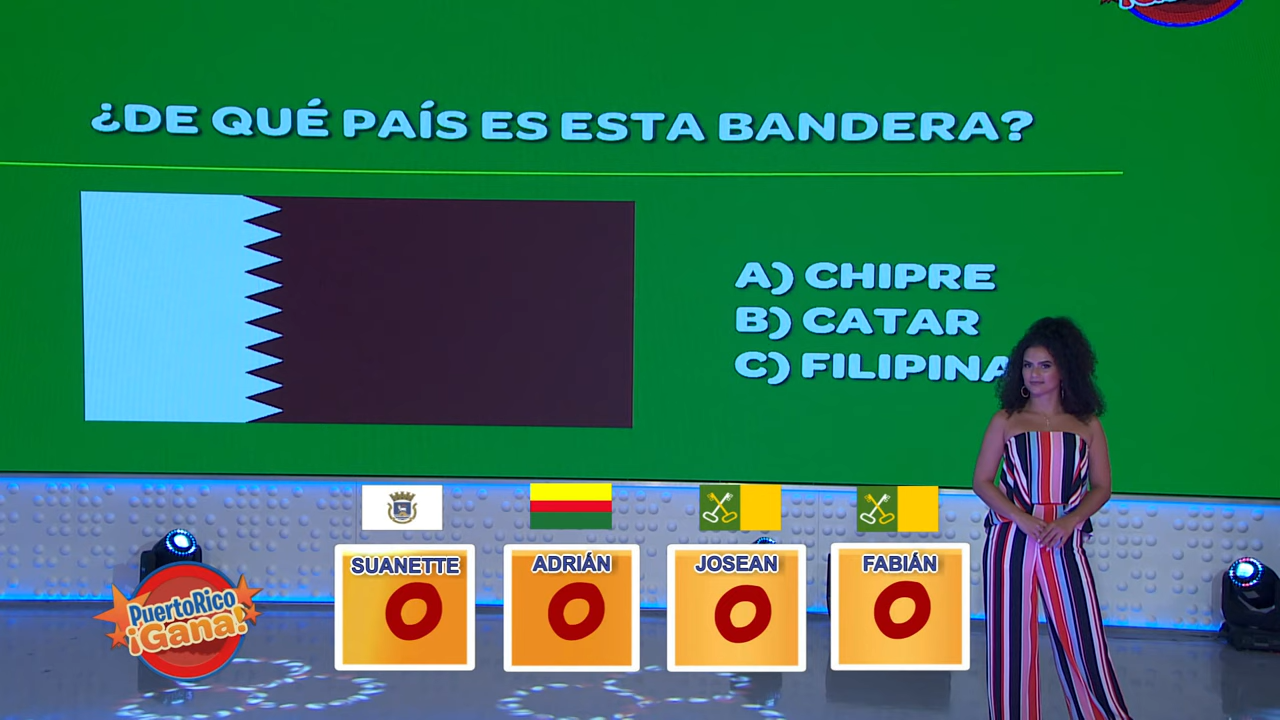 ¿DE QUÉ PAÍS ES ESTA BANDERA?
A) CHIPRE
B) CATAR
C) FILIPINA
SUANETTE
ADRIÁN
JOSEAN
FABIÁN
0
0
0
0
PuertoRico
¡Gana!